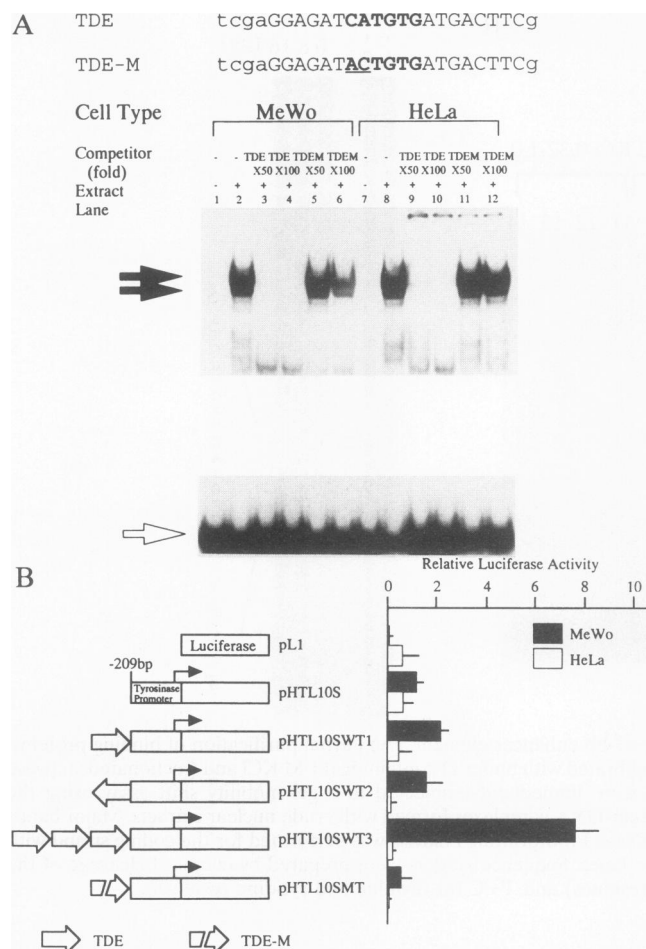 A
TDE tcgaGGAGATCATGTGATGACTTCg
TDE-M tcgaGGAGATACTGTGATGACTTCg
Cell Type MeWo HeLa
Competitor - - TDE TDE TDEM TDEM - - TDE TDE TDEM TDEM
(fold) X50 X100 X50 X100 X50 X100 X50 X100
Extract - + + + + + - + + + + +
Lane 1 2 3 4 5 6 7 8 9 10 11 12
B
Relative Luciferase Activity
0 2 4 6 8 10
MeWo
HeLa
Luciferase pL1
-209bp
Tyrosinase
Promoter
pHTL10S
pHTL10SWT1
pHTL10SWT2
pHTL10SWT3
pHTL10SMT
TDE TDE-M